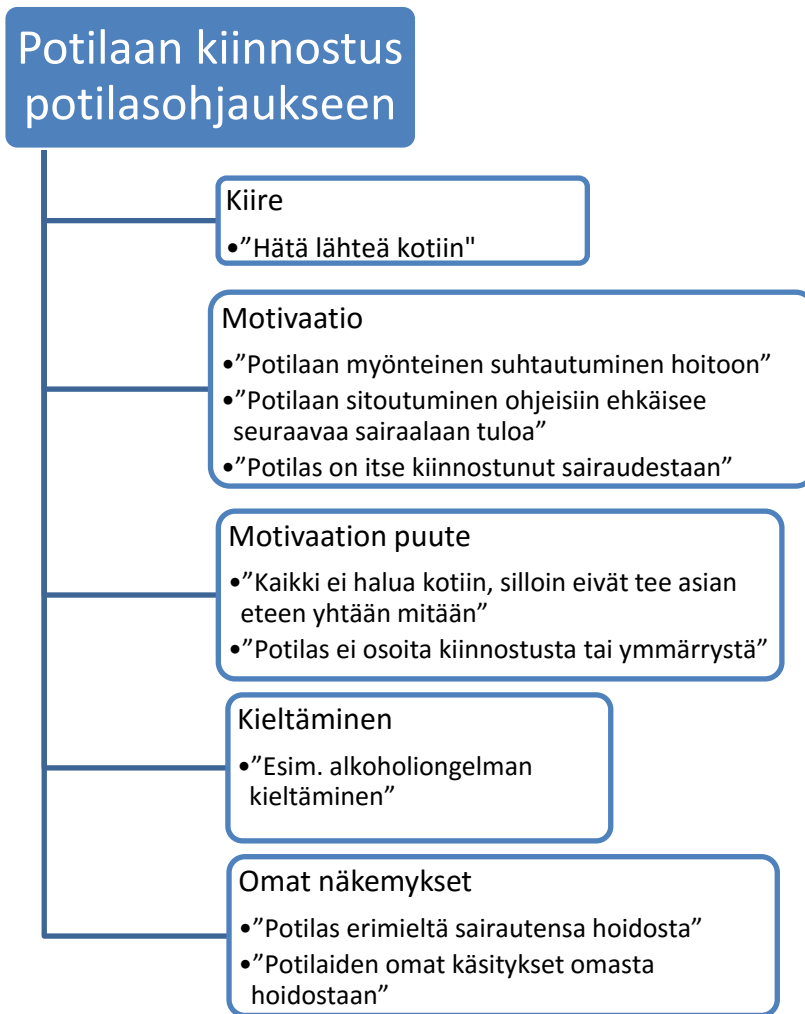 Potilaan kiinnostus
potilasohjaukseen
Kiire
•”Hätä lähteä kotiin"
Motivaatio
•”Potilaan myönteinen suhtautuminen hoitoon”
•”Potilaan sitoutuminen ohjeisiin ehkäisee
seuraavaa sairaalaan tuloa”
•”Potilas on itse kiinnostunut sairaudestaan”
Motivaation puute
•”Kaikki ei halua kotiin, silloin eivät tee asian
eteen yhtään mitään”
•”Potilas ei osoita kiinnostusta tai ymmärrystä”
Kieltäminen
•”Esim. alkoholiongelman
kieltäminen”
Omat näkemykset
•”Potilas erimieltä sairautensa hoidosta”
•”Potilaiden omat käsitykset omasta
hoidostaan”